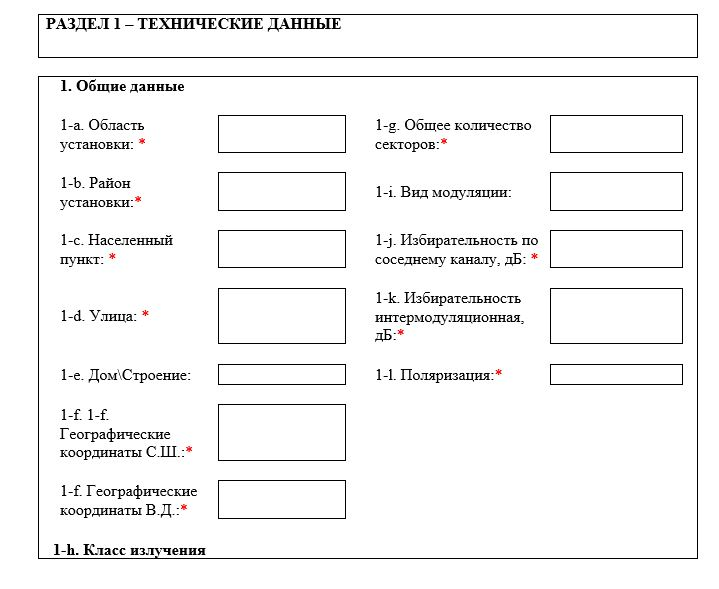 РАЗДЕЛ 1 – ТЕХНИЧЕСКИЕ ДАННЫЕ
1. Общие данные
1-a. Область
установки: *
1-g. Общее количество
секторов:*
1-b. Район
установки:*
1-i. Вид модуляции:
1-c. Населенный
пункт: *
1-j. Избирательность по
соседнему каналу, дБ: *
1-d. Улица: *
1-k. Избирательность
интермодуляционная,
дБ:*
1-e. Дом\Строение:
1-l. Поляризация:*
1-f. 1-f.
Географические
координаты С.Ш.:*
1-f. Географические
координаты В.Д.:*
1-h. Класс излучения